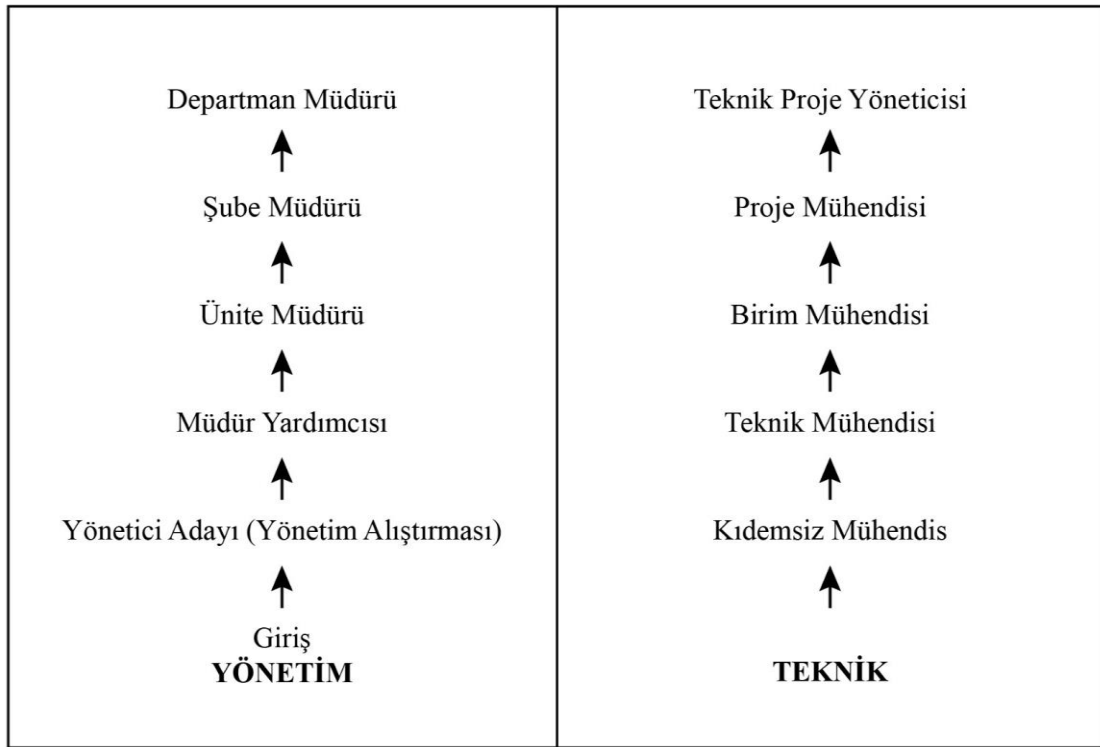 Departman Müdürü
Şube Müdürü
Ünite Müdürü
Müdür Yardımcısı
Yönetici Adayı (Yönetim Alıştırması)
Giriş
YÖNETİM
Teknik Proje Yöneticisi
Proje Mühendisi
Birim Mühendisi
Teknik Mühendisi
Kıdemsiz Mühendis
TEKNİK